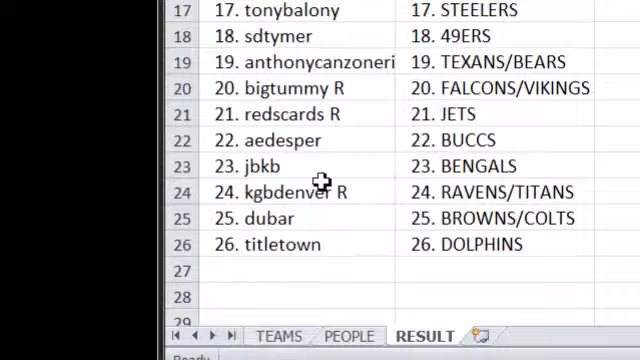 17 17. tonybalony 17. STEELERS
18 18. sdtymer 18. 49ERS
19 19. anthonycanzoneri 19. TEXANS/BEARS
20 20. bigtummy R 20. FALCONS/VIKINGS
21 21. redscards R 21. JETS
22 22. aedesper 22. BUCCS
23 23. jbkb 23. BENGALS
24 24. kgbdenver R 24. RAVENS/TITANS
25 25. dubar 25. BROWNS/COLTS
26 26. titletown 26. DOLPHINS
27
28
29
TEAMS PEOPLE RESULT
Ready